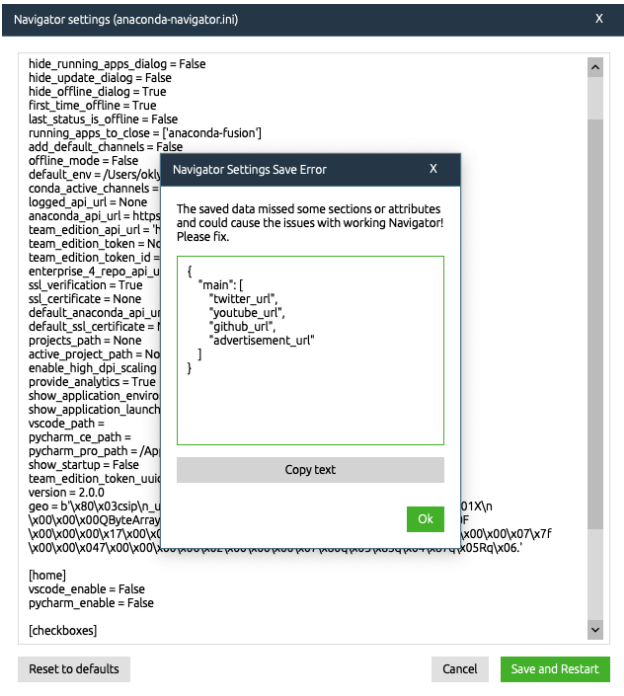 Navigator settings (anaconda-navigator.ini) X
hide_running_apps_dialog = False
hide_update_dialog = False
hide_offline_dialog = True
first_time_offline = True
last_status_is_offline = False
running_apps_to_close = ['anaconda-fusion']
add_default_channels = False
offline_mode = False
default_env = /Users/okly
conda_active_channels =
logged_api_url = None
anaconda_api_url = https
team_edition_api_url = 'h
team_edition_token = No
team_edition_token_id =
enterprise_4_repo_api_u
ssl_verification = True
ssl_certificate = None
default_anaconda_api_ur
default_ssl_certificate =
projects_path = None
active_project_path = No
enable_high_dpi_scaling
provide_analytics = True
show_application_enviro
show_application_launch
vscode_path =
pycharm_ce_path =
pycharm_pro_path = /App
show_startup = False
team_edition_token_uuid
version = 2.0.0
geo = b'\x80\x03csip\n_u 01X\n
\x00\x00\x00QByteArray
\x00\x00\x00\x17\x00\x0 \x00\x00\x07\x7f
\x00\x00\x047\x00\x00\ x05Rq\x06.'
[home]
vscode_enable = False
pycharm_enable = False
[checkboxes]
Reset to defaults Cancel Save and Restart
Navigator Settings Save Error X
The saved data missed some sections or attributes
and could cause the issues with working Navigator!
Please fix.
{
"main": [
"twitter_url",
"youtube_url",
"github_url",
"advertisement_url"
]
}
Copy text
Ok